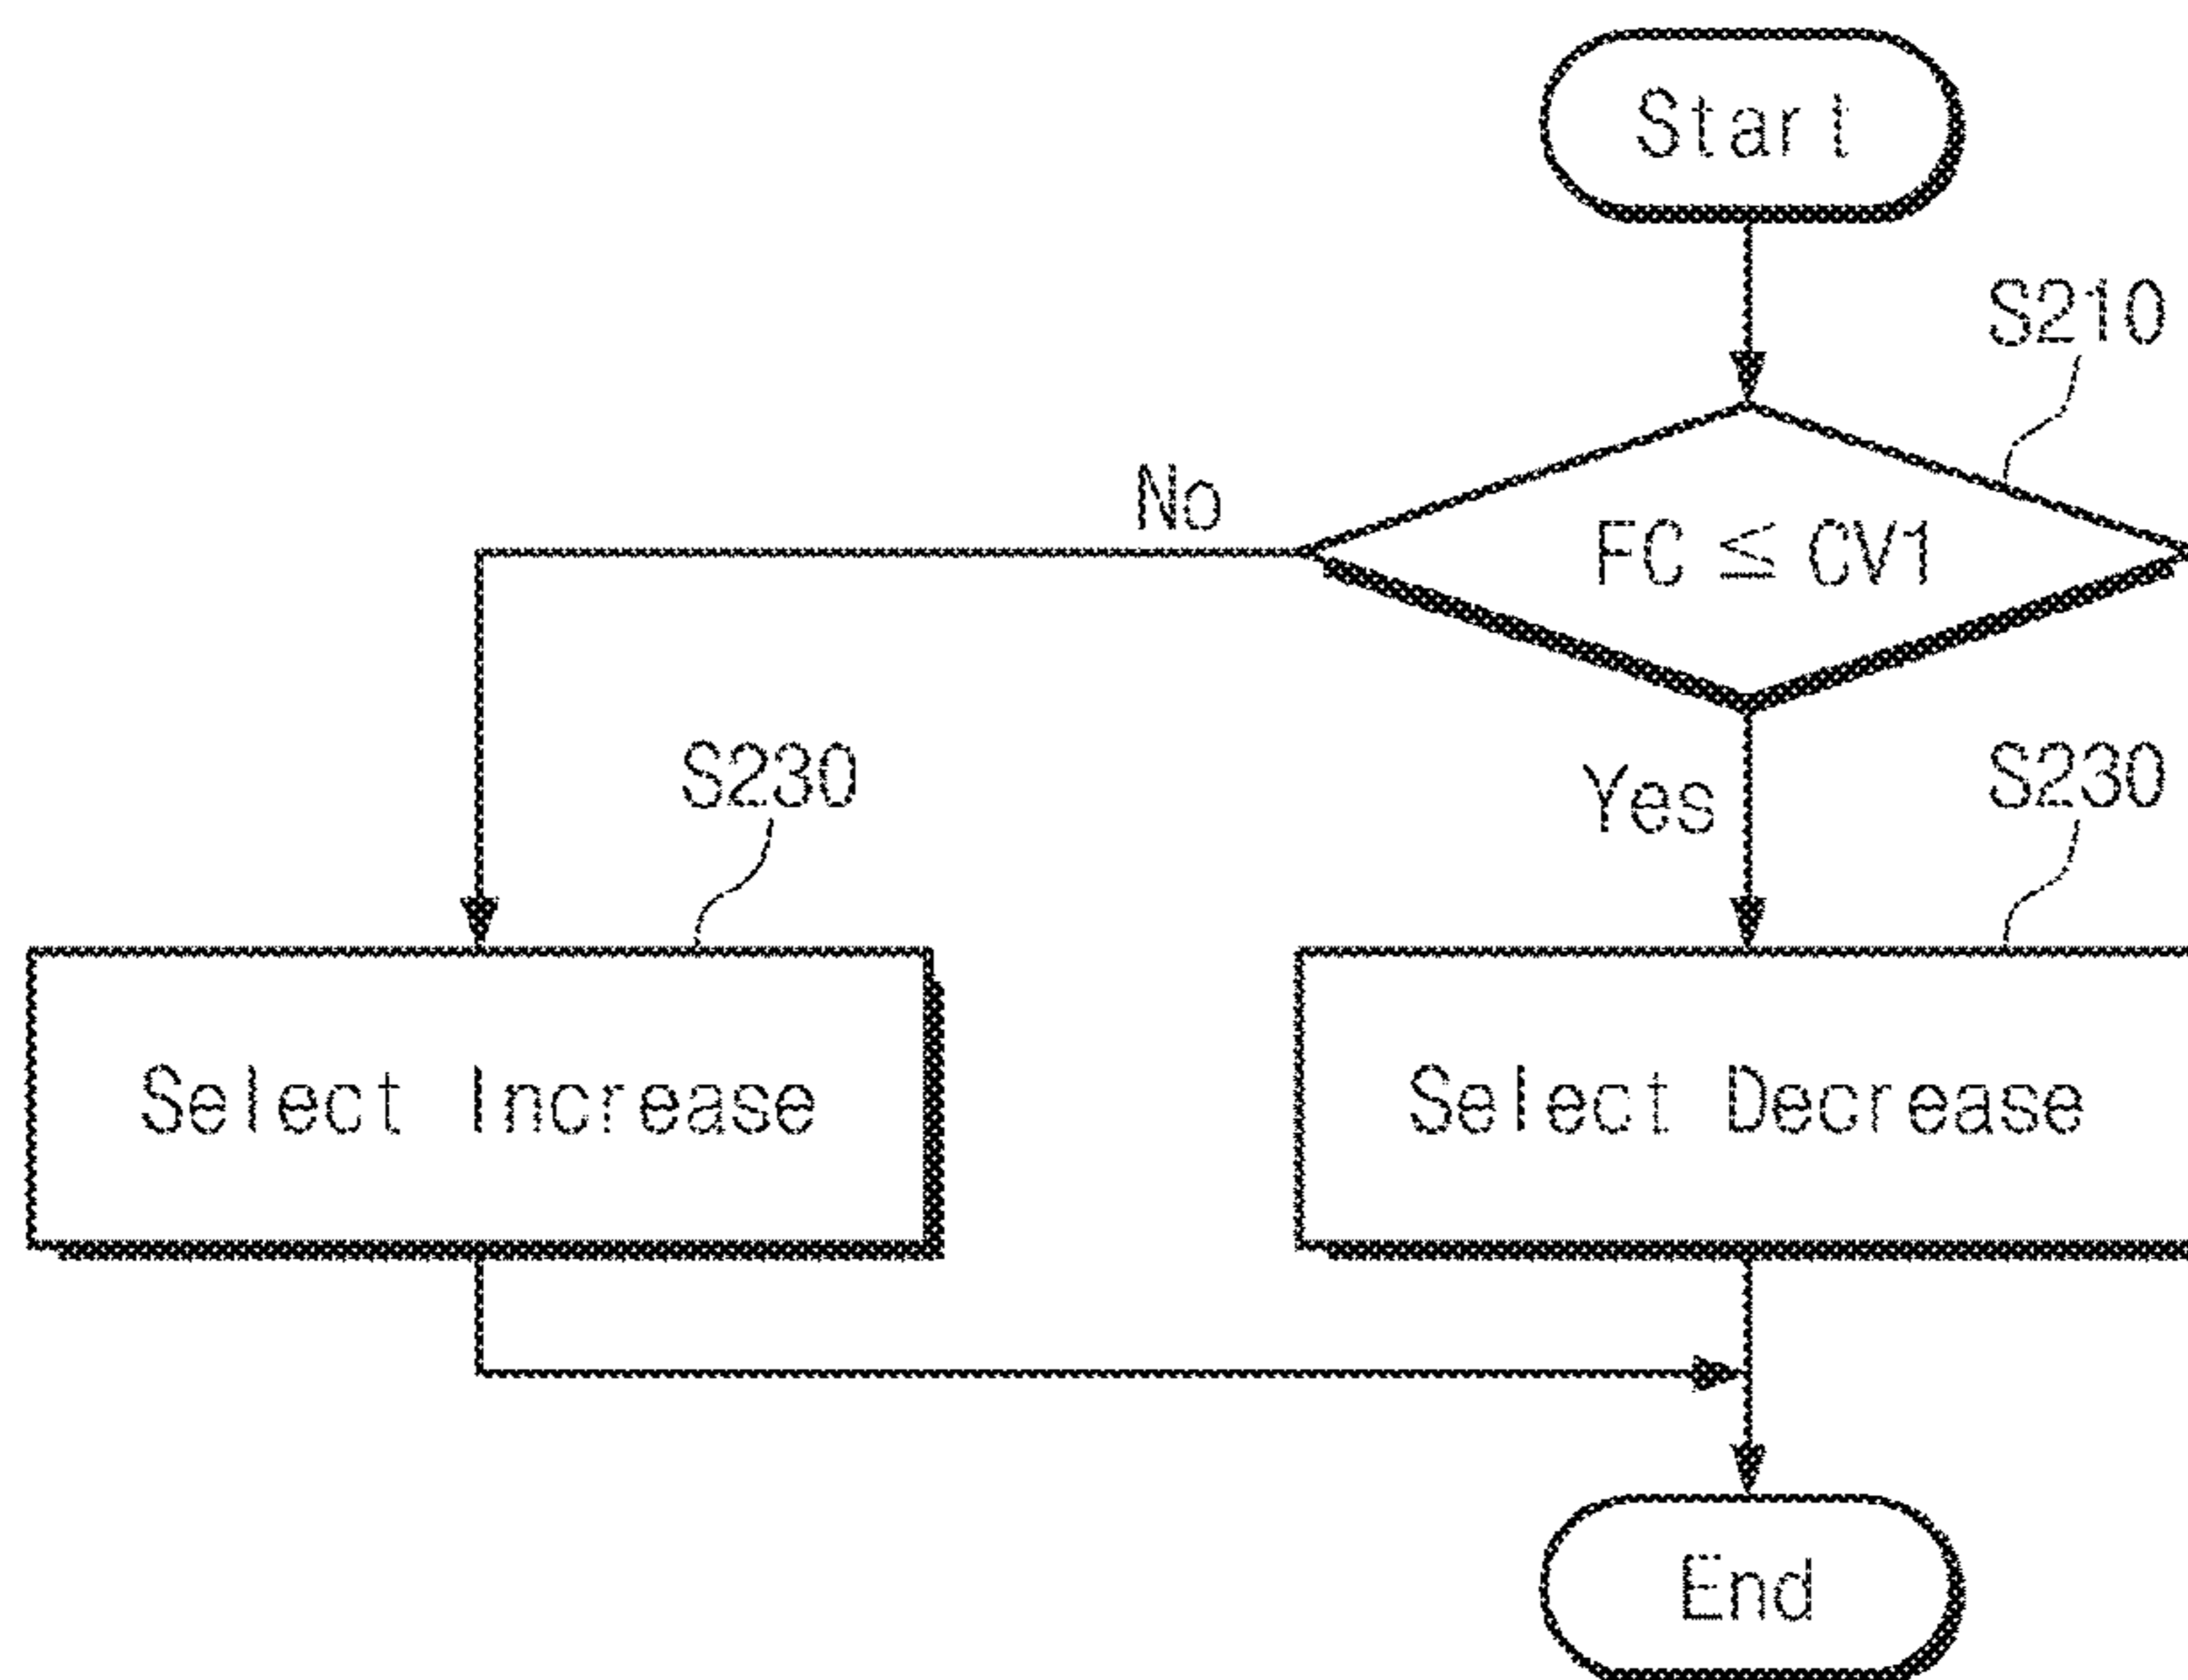 Start
S210
No
FC ≤ CV1
S230
Yes
S230
Select Increase
Select Decrease
End